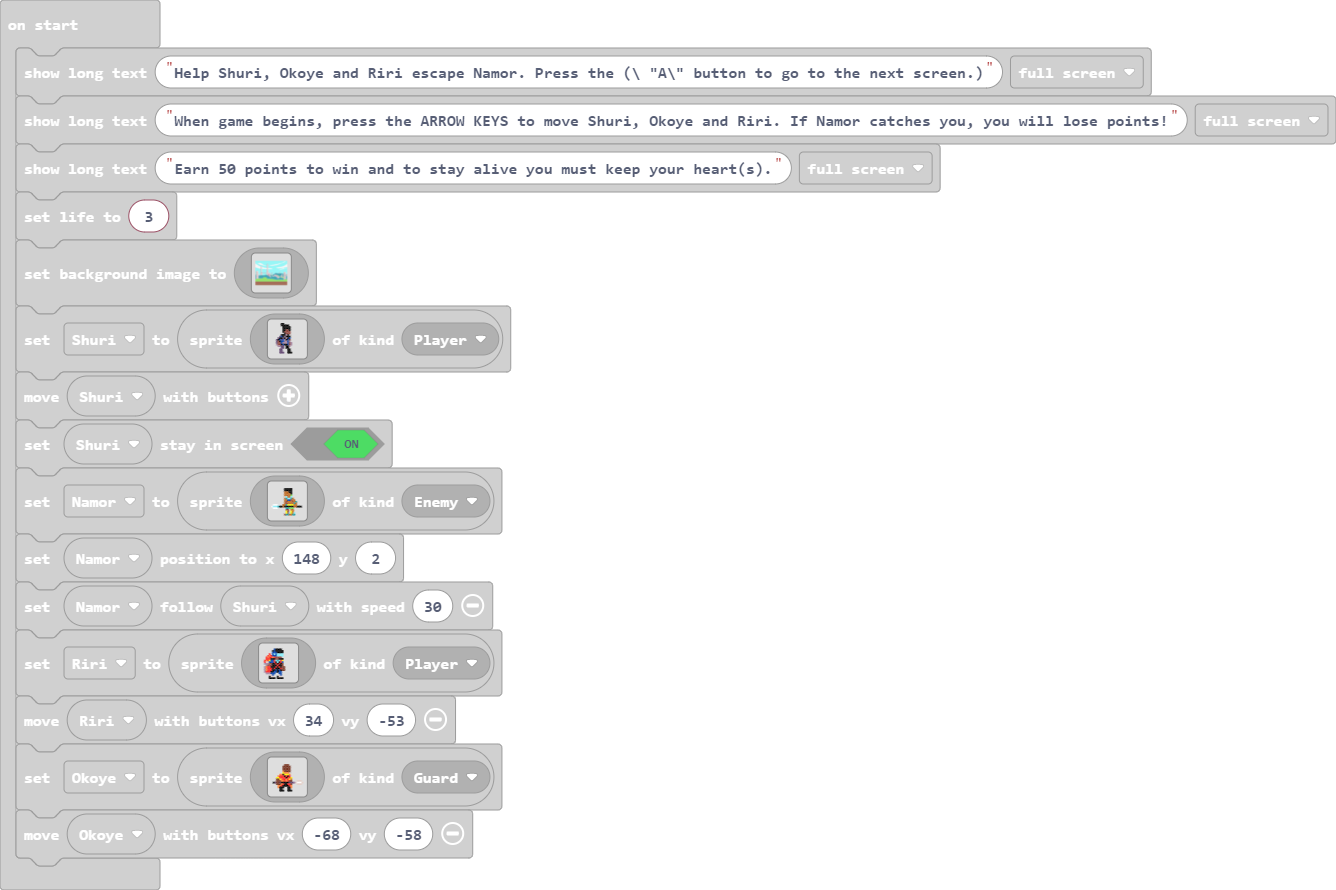 on start
show long text "Help Shuri, Okoye and Riri escape Namor. Press the (\ "A\" button to go to the next screen.)" full screen
show long text "When game begins, press the ARROW KEYS to move Shuri, Okoye and Riri. If Namor catches you, you will lose points!" full screen
show long text "Earn 50 points to win and to stay alive you must keep your heart(s)." full screen
set life to 3
set background image to
set Shuri to sprite of kind Player
move Shuri with buttons
set Shuri stay in screen ON
set Namor to sprite of kind Enemy
set Namor position to x 148 y 2
set Namor follow Shuri with speed 30
set Riri to sprite of kind Player
move Riri with buttons vx 34 vy -53
set Okoye to sprite of kind Guard
move Okoye with buttons vx -68 vy -58